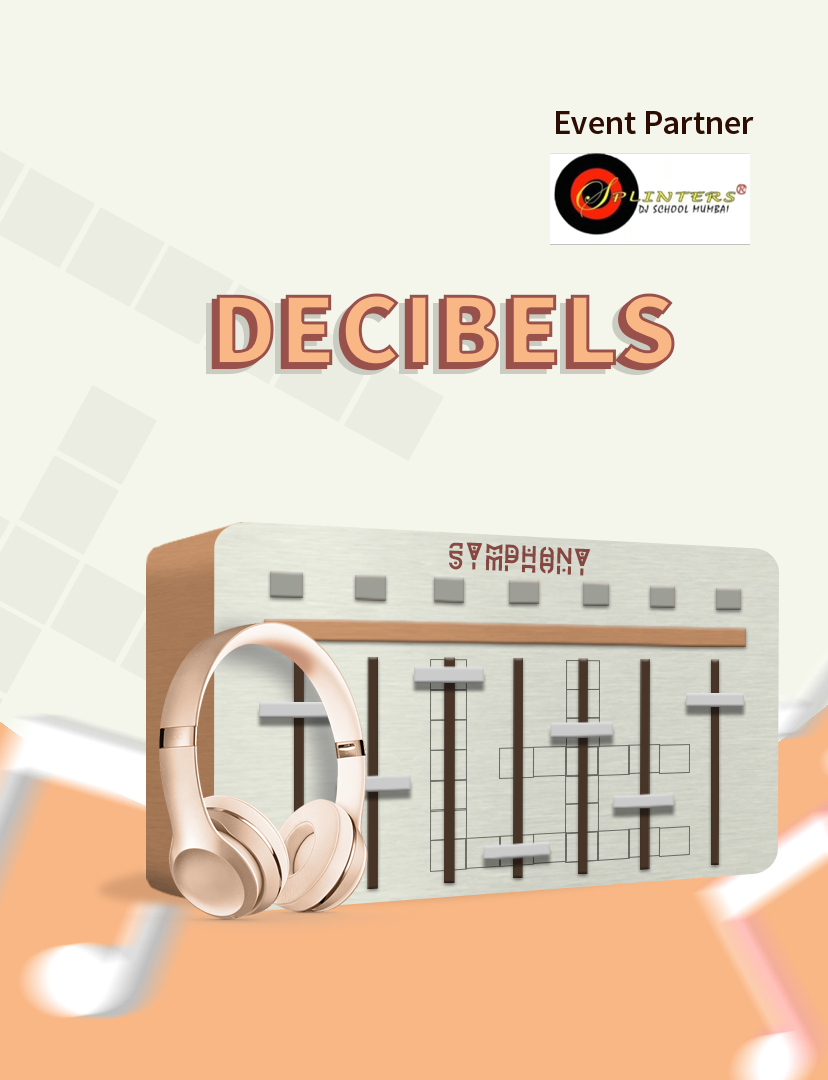 Event Partner
SPLINTERS®
DJ SCHOOL MUMBAI
DECIBELS
SYMPHONY